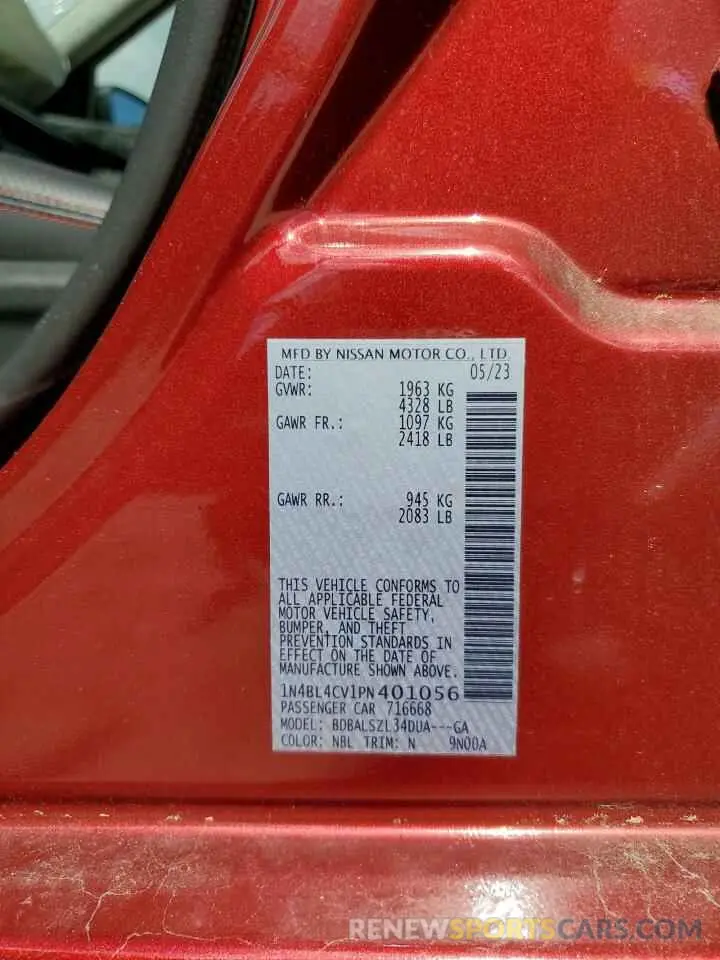 MFD BY NISSAN MOTOR CO., LTD.
DATE: 05/23
GVWR: 1963 KG
4328 LB
GAWR FR.: 1097 KG
2418 LB
GAWR RR.: 945 KG
2083 LB
THIS VEHICLE CONFORMS TO
ALL APPLICABLE FEDERAL
MOTOR VEHICLE SAFETY,
BUMPER, AND THEFT
PREVENTION STANDARDS IN
EFFECT ON THE DATE OF
MANUFACTURE SHOWN ABOVE.
1N4BL4CV1PN401056
PASSENGER CAR 716668
MODEL: BDBALSZL34DUA---GA
COLOR: NBL TRIM: N 9N00A
RENEWSPORTSCARS.COM